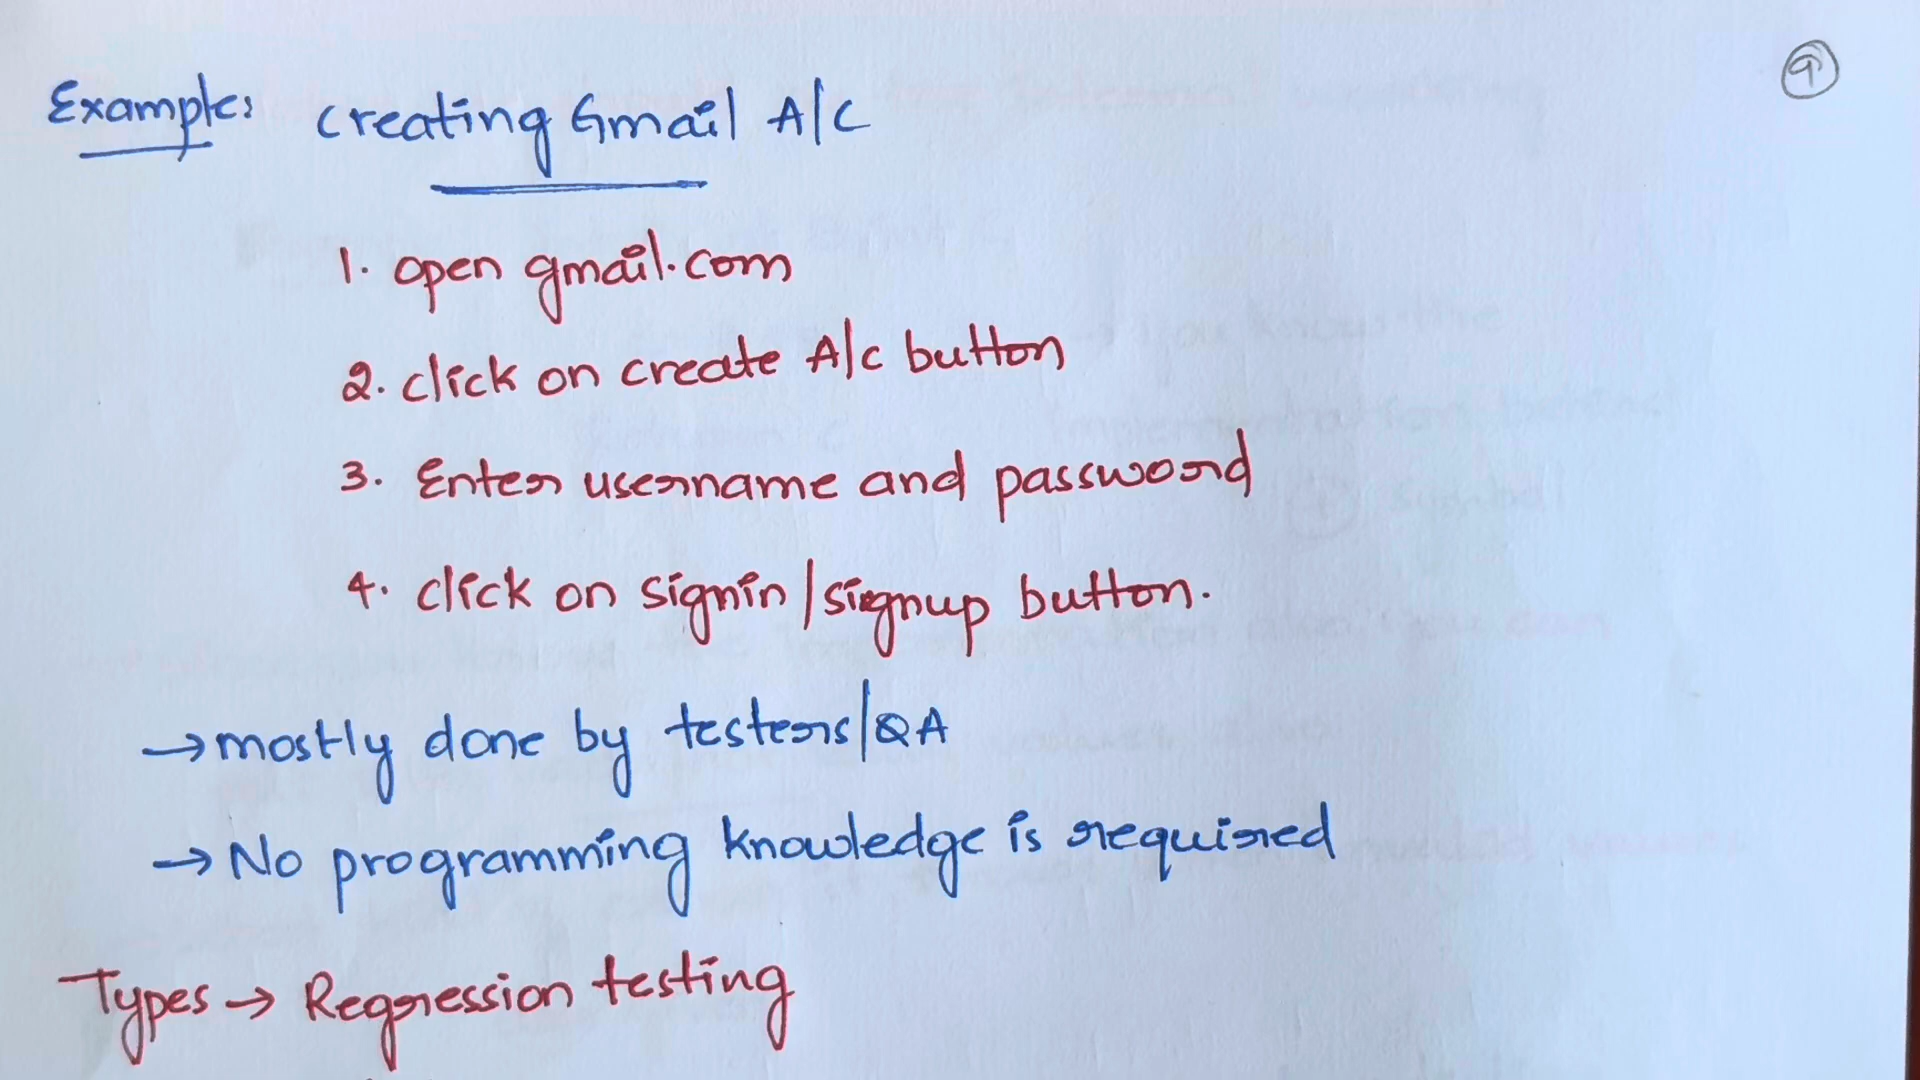 Example: creating Gmail A/C
9
1. open gmail.com
2. click on create A/C button
3. Enter username and password
4. click on signin/signup button.
→ mostly done by testers/QA
→ No programming knowledge is required
Types → Regression testing